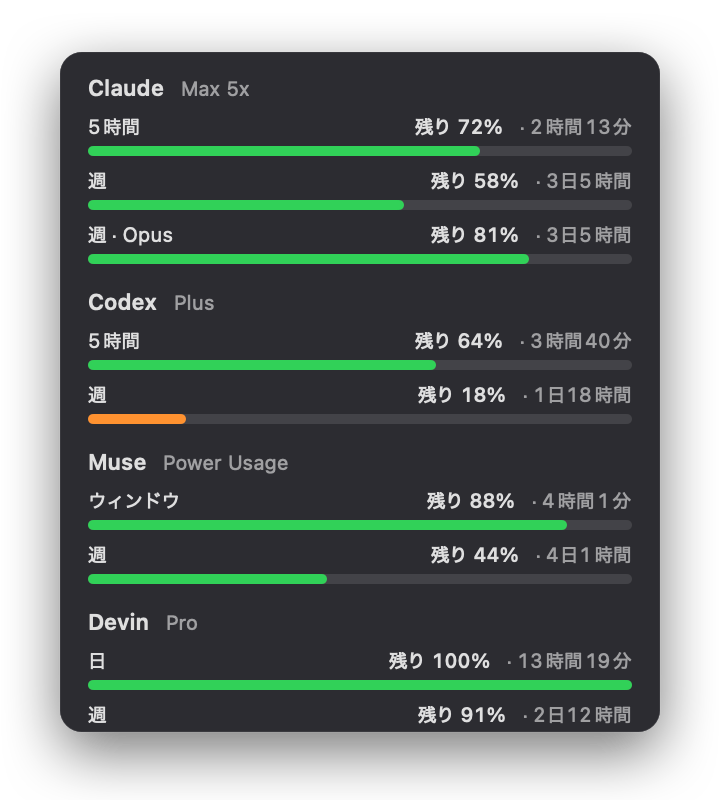 Claude Max 5x
5時間 残り 72% · 2時間13分
週 残り 58% · 3日5時間
週 · Opus 残り 81% · 3日5時間
Codex Plus
5時間 残り 64% · 3時間40分
週 残り 18% · 1日18時間
Muse Power Usage
ウィンドウ 残り 88% · 4時間1分
週 残り 44% · 4日1時間
Devin Pro
日 残り 100% · 13時間19分
週 残り 91% · 2日12時間